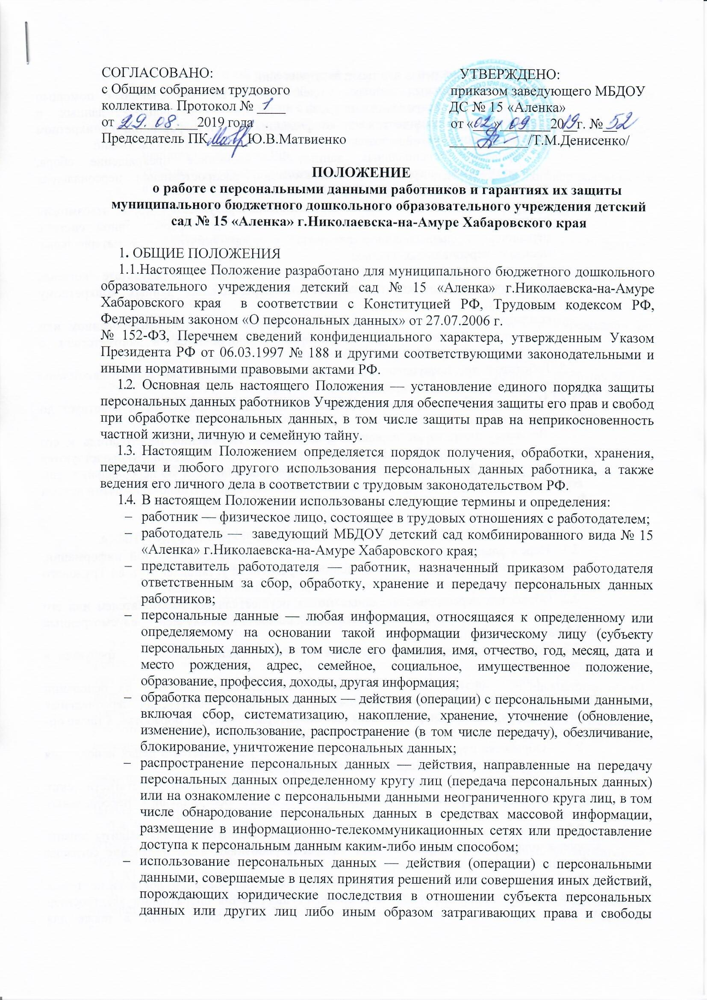 СОГЛАСОВАНО:
с Общим собранием трудового
коллектива. Протокол № 1
от 29.08. 2019 года
Председатель ПК Ю.В.Матвиенко
УТВЕРЖДЕНО:
приказом заведующего МБДОУ
ДС № 15 «Аленка»
от «02» 09 2019 г. № 52
/Т.М.Денисенко/
ПОЛОЖЕНИЕ
о работе с персональными данными работников и гарантиях их защиты
муниципального бюджетного дошкольного образовательного учреждения детский
сад № 15 «Аленка» г.Николаевска-на-Амуре Хабаровского края
1. ОБЩИЕ ПОЛОЖЕНИЯ
1.1.Настоящее Положение разработано для муниципального бюджетного дошкольного
образовательного учреждения детский сад № 15 «Аленка» г.Николаевска-на-Амуре
Хабаровского края в соответствии с Конституцией РФ, Трудовым кодексом РФ,
Федеральным законом «О персональных данных» от 27.07.2006 г.
№ 152-ФЗ, Перечнем сведений конфиденциального характера, утвержденным Указом
Президента РФ от 06.03.1997 № 188 и другими соответствующими законодательными и
иными нормативными правовыми актами РФ.
1.2. Основная цель настоящего Положения — установление единого порядка защиты
персональных данных работников Учреждения для обеспечения защиты его прав и свобод
при обработке персональных данных, в том числе защиты прав на неприкосновенность
частной жизни, личную и семейную тайну.
1.3. Настоящим Положением определяется порядок получения, обработки, хранения,
передачи и любого другого использования персональных данных работника, а также
ведения его личного дела в соответствии с трудовым законодательством РФ.
1.4. В настоящем Положении использованы следующие термины и определения:
– работник — физическое лицо, состоящее в трудовых отношениях с работодателем;
– работодатель — заведующий МБДОУ детский сад комбинированного вида № 15
«Аленка» г.Николаевска-на-Амуре Хабаровского края;
– представитель работодателя — работник, назначенный приказом работодателя
ответственным за сбор, обработку, хранение и передачу персональных данных
работников;
– персональные данные — любая информация, относящаяся к определенному или
определяемому на основании такой информации физическому лицу (субъекту
персональных данных), в том числе его фамилия, имя, отчество, год, месяц, дата и
место рождения, адрес, семейное, социальное, имущественное положение,
образование, профессия, доходы, другая информация;
– обработка персональных данных — действия (операции) с персональными данными,
включая сбор, систематизацию, накопление, хранение, уточнение (обновление,
изменение), использование, распространение (в том числе передачу), обезличивание,
блокирование, уничтожение персональных данных;
– распространение персональных данных — действия, направленные на передачу
персональных данных определенному кругу лиц (передача персональных данных)
или на ознакомление с персональными данными неограниченного круга лиц, в том
числе обнародование персональных данных в средствах массовой информации,
размещение в информационно-телекоммуникационных сетях или предоставление
доступа к персональным данным каким-либо иным способом;
– использование персональных данных — действия (операции) с персональными
данными, совершаемые в целях принятия решений или совершения иных действий,
порождающих юридические последствия в отношении субъекта персональных
данных или других лиц либо иным образом затрагивающих права и свободы